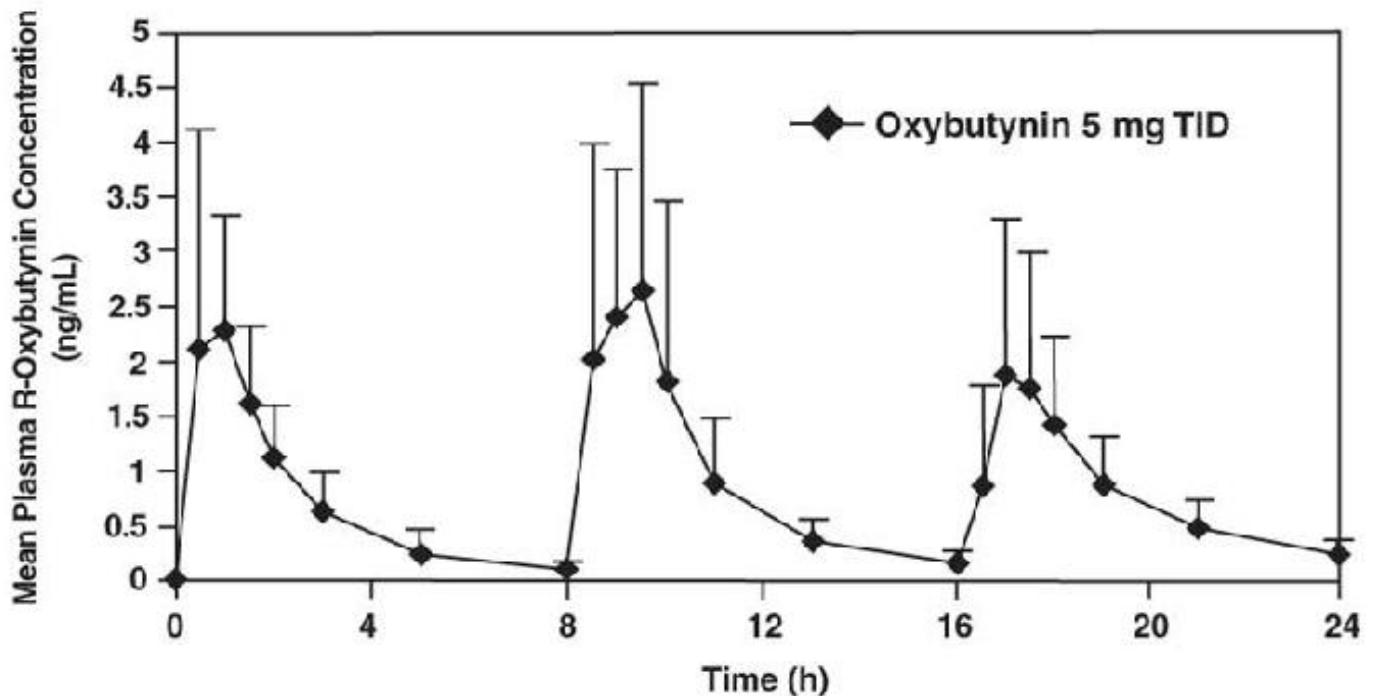 Mean Plasma R-Oxybutynin Concentration
(ng/mL)
5
4.5
4
3.5
3
2.5
2
1.5
1
0.5
0
Oxybutynin 5 mg TID
0 4 8 12 16 20 24
Time (h)